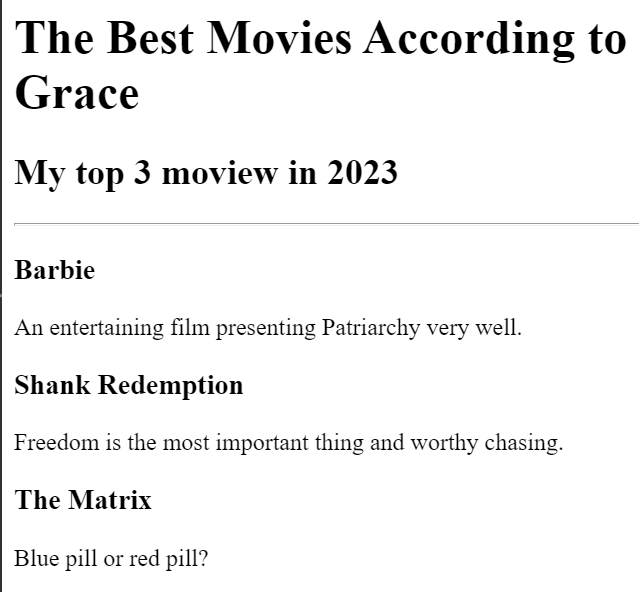 The Best Movies According to
Grace
My top 3 moview in 2023
Barbie
An entertaining film presenting Patriarchy very well.
Shank Redemption
Freedom is the most important thing and worthy chasing.
The Matrix
Blue pill or red pill?